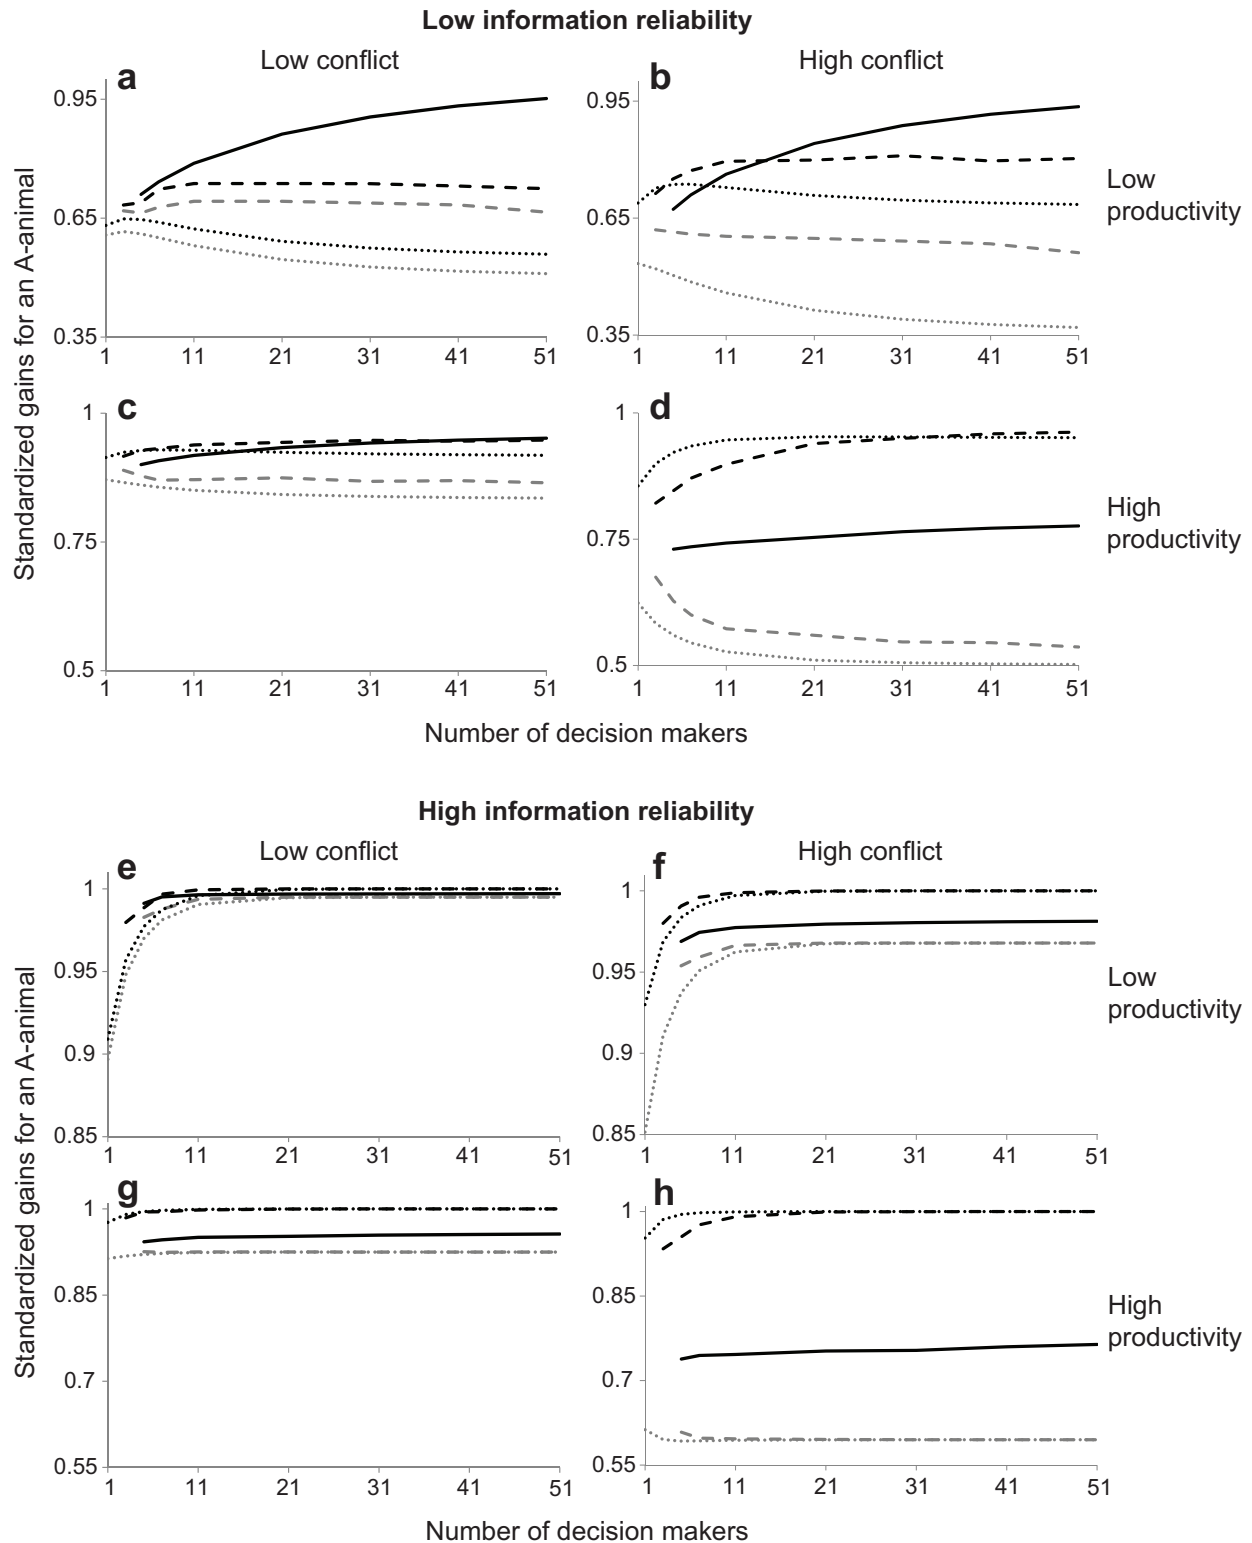 Low information reliability
Low conflict
High conflict
a
b
0.95
0.65
0.35
1 11 21 31 41 51
0.95
0.65
0.35
1 11 21 31 41 51
Low
productivity
c
d
1
0.75
0.5
1 11 21 31 41 51
1
0.75
0.5
1 11 21 31 41 51
High
productivity
Standardized gains for an A-animal
Number of decision makers
High information reliability
Low conflict
High conflict
e
f
1
0.95
0.9
0.85
1 11 21 31 41 51
1
0.95
0.9
0.85
1 11 21 31 41 51
Low
productivity
g
h
1
0.85
0.7
0.55
1 11 21 31 41 51
1
0.85
0.7
0.55
1 11 21 31 41 51
High
productivity
Standardized gains for an A-animal
Number of decision makers